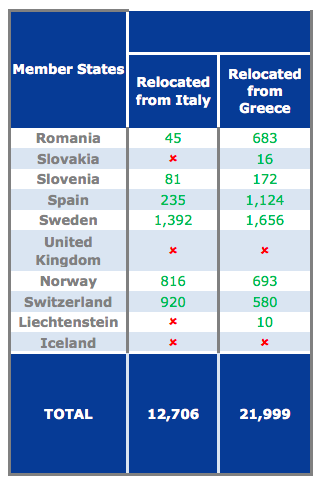 Member States
Relocated from Italy
Relocated from Greece
Romania 45 683
Slovakia × 16
Slovenia 81 172
Spain 235 1,124
Sweden 1,392 1,656
United Kingdom × ×
Norway 816 693
Switzerland 920 580
Liechtenstein × 10
Iceland × ×
TOTAL 12,706 21,999